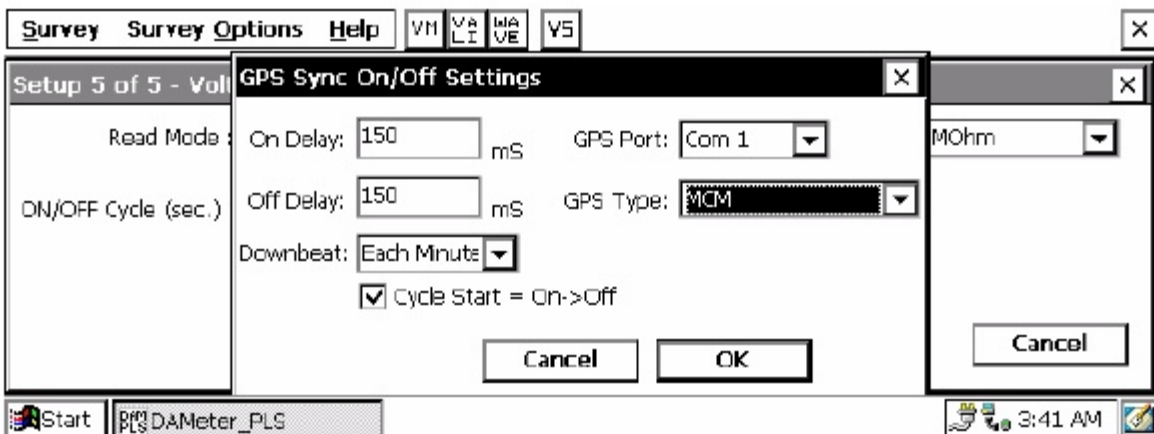 Survey Survey Options Help VM VA LI WA VE VS
GPS Sync On/Off Settings
Setup 5 of 5 - Vol
Read Mode :
On Delay: 150 mS GPS Port: Com 1
MOhm
ON/OFF Cycle (sec.)
Off Delay: 150 mS GPS Type: MCM
Downbeat: Each Minute
Cycle Start = On->Off
Cancel OK
Cancel
Start DAMeter_PLS 3:41 AM